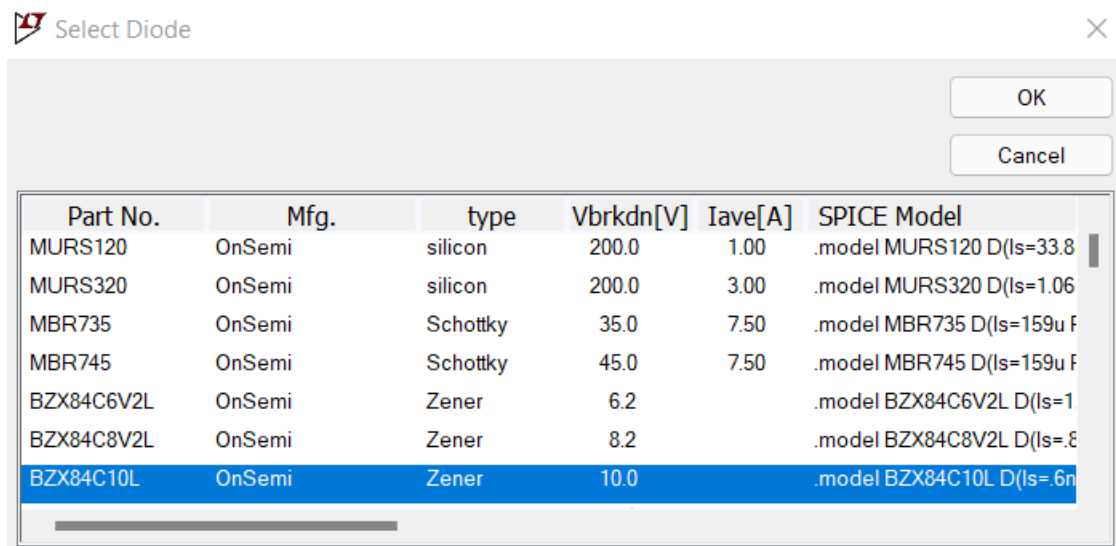 Select Diode
OK
Cancel
Part No. Mfg. type Vbrkdn[V] Iave[A] SPICE Model
MURS120 OnSemi silicon 200.0 1.00 .model MURS120 D(Is=33.8
MURS320 OnSemi silicon 200.0 3.00 .model MURS320 D(Is=1.06
MBR735 OnSemi Schottky 35.0 7.50 .model MBR735 D(Is=159u
MBR745 OnSemi Schottky 45.0 7.50 .model MBR745 D(Is=159u
BZX84C6V2L OnSemi Zener 6.2 .model BZX84C6V2L D(Is=1
BZX84C8V2L OnSemi Zener 8.2 .model BZX84C8V2L D(Is=.8
BZX84C10L OnSemi Zener 10.0 .model BZX84C10L D(Is=.6n